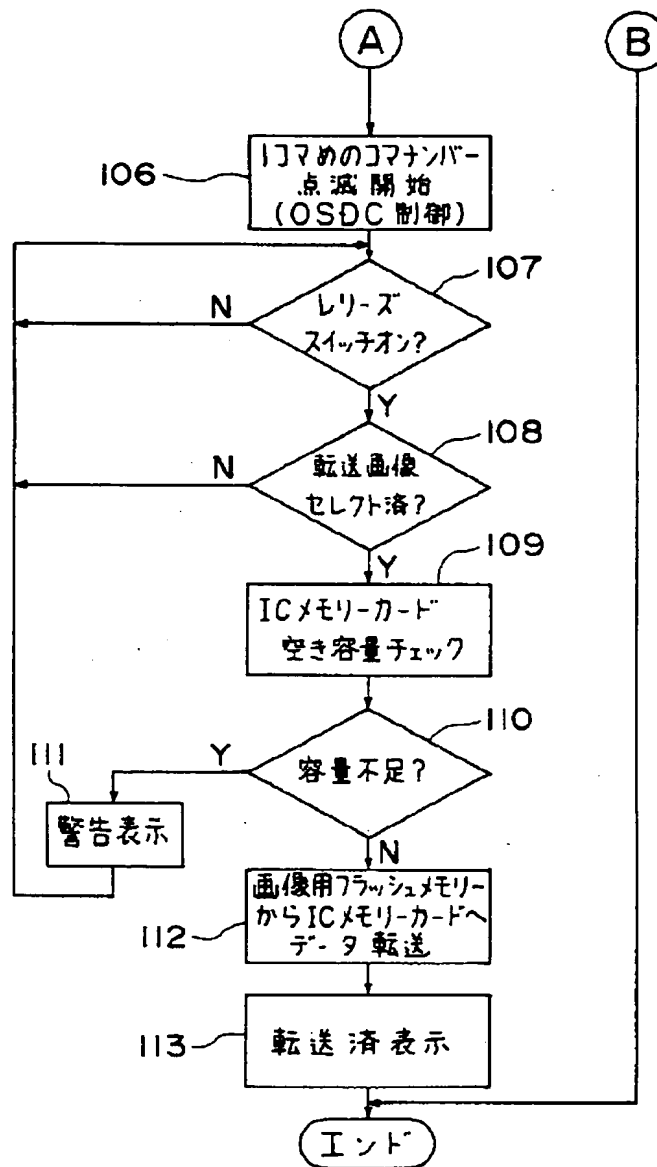 A
B
106
1コマめのコマナンバー
点滅開始
(OSDC制御)
107
レリーズ
スイッチオン?
N
Y
108
転送画像
セレクト済?
N
Y
109
ICメモリーカード
空き容量チェック
110
容量不足?
Y
N
111
警告表示
112
画像用フラッシュメモリー
からICメモリーカードへ
データ転送
113
転送済表示
エンド